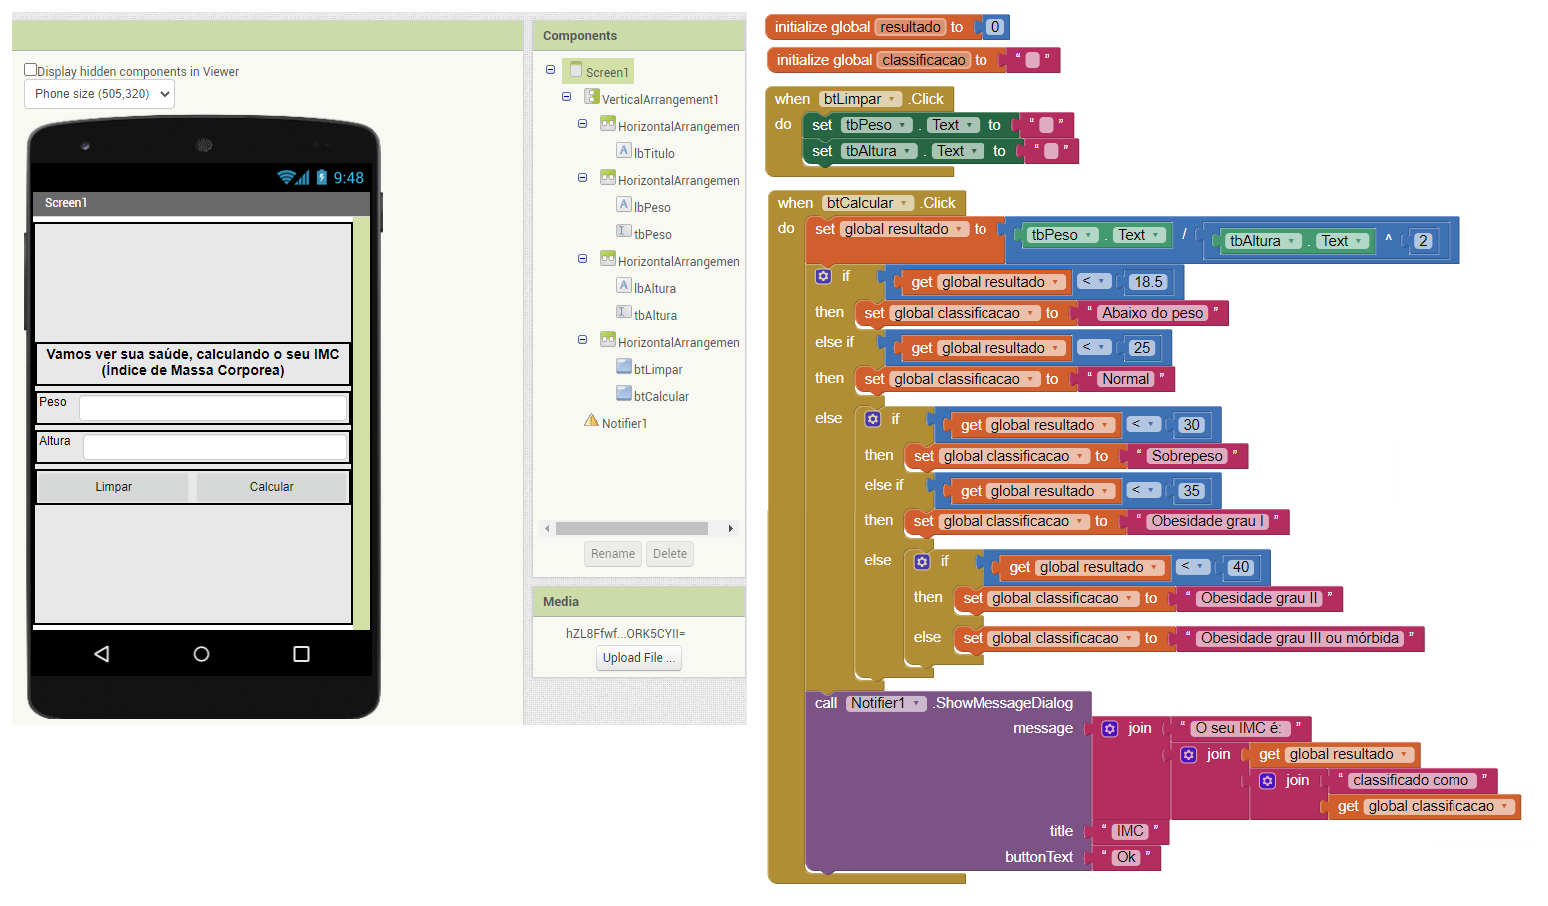 Display hidden components in Viewer
Phone size (505,320)
9:48
Screen1
Vamos ver sua saúde, calculando o seu IMC
(Índice de Massa Corporea)
Peso
Altura
Limpar Calcular
Components
Screen1
VerticalArrangement1
HorizontalArrangemen
lbTitulo
HorizontalArrangemen
lbPeso
tbPeso
HorizontalArrangemen
lbAltura
tbAltura
HorizontalArrangemen
btLimpar
btCalcular
Notifier1
Rename Delete
Media
hZL8Ffwf...ORK5CYII=
Upload File ...
initialize global resultado to 0
initialize global classificacao to “ ”
when btLimpar .Click
do set tbPeso . Text to “ ”
set tbAltura . Text to “ ”
when btCalcular .Click
do set global resultado to tbPeso . Text / tbAltura . Text ^ 2
if get global resultado < 18.5
then set global classificacao to “ Abaixo do peso ”
else if get global resultado < 25
then set global classificacao to “ Normal ”
else if get global resultado < 30
then set global classificacao to “ Sobrepeso ”
else if get global resultado < 35
then set global classificacao to “ Obesidade grau I ”
else if get global resultado < 40
then set global classificacao to “ Obesidade grau II ”
else set global classificacao to “ Obesidade grau III ou mórbida ”
call Notifier1 .ShowMessageDialog
message join “ O seu IMC é: ”
join get global resultado
join “ classificado como ”
get global classificacao
title “ IMC ”
buttonText “ Ok ”